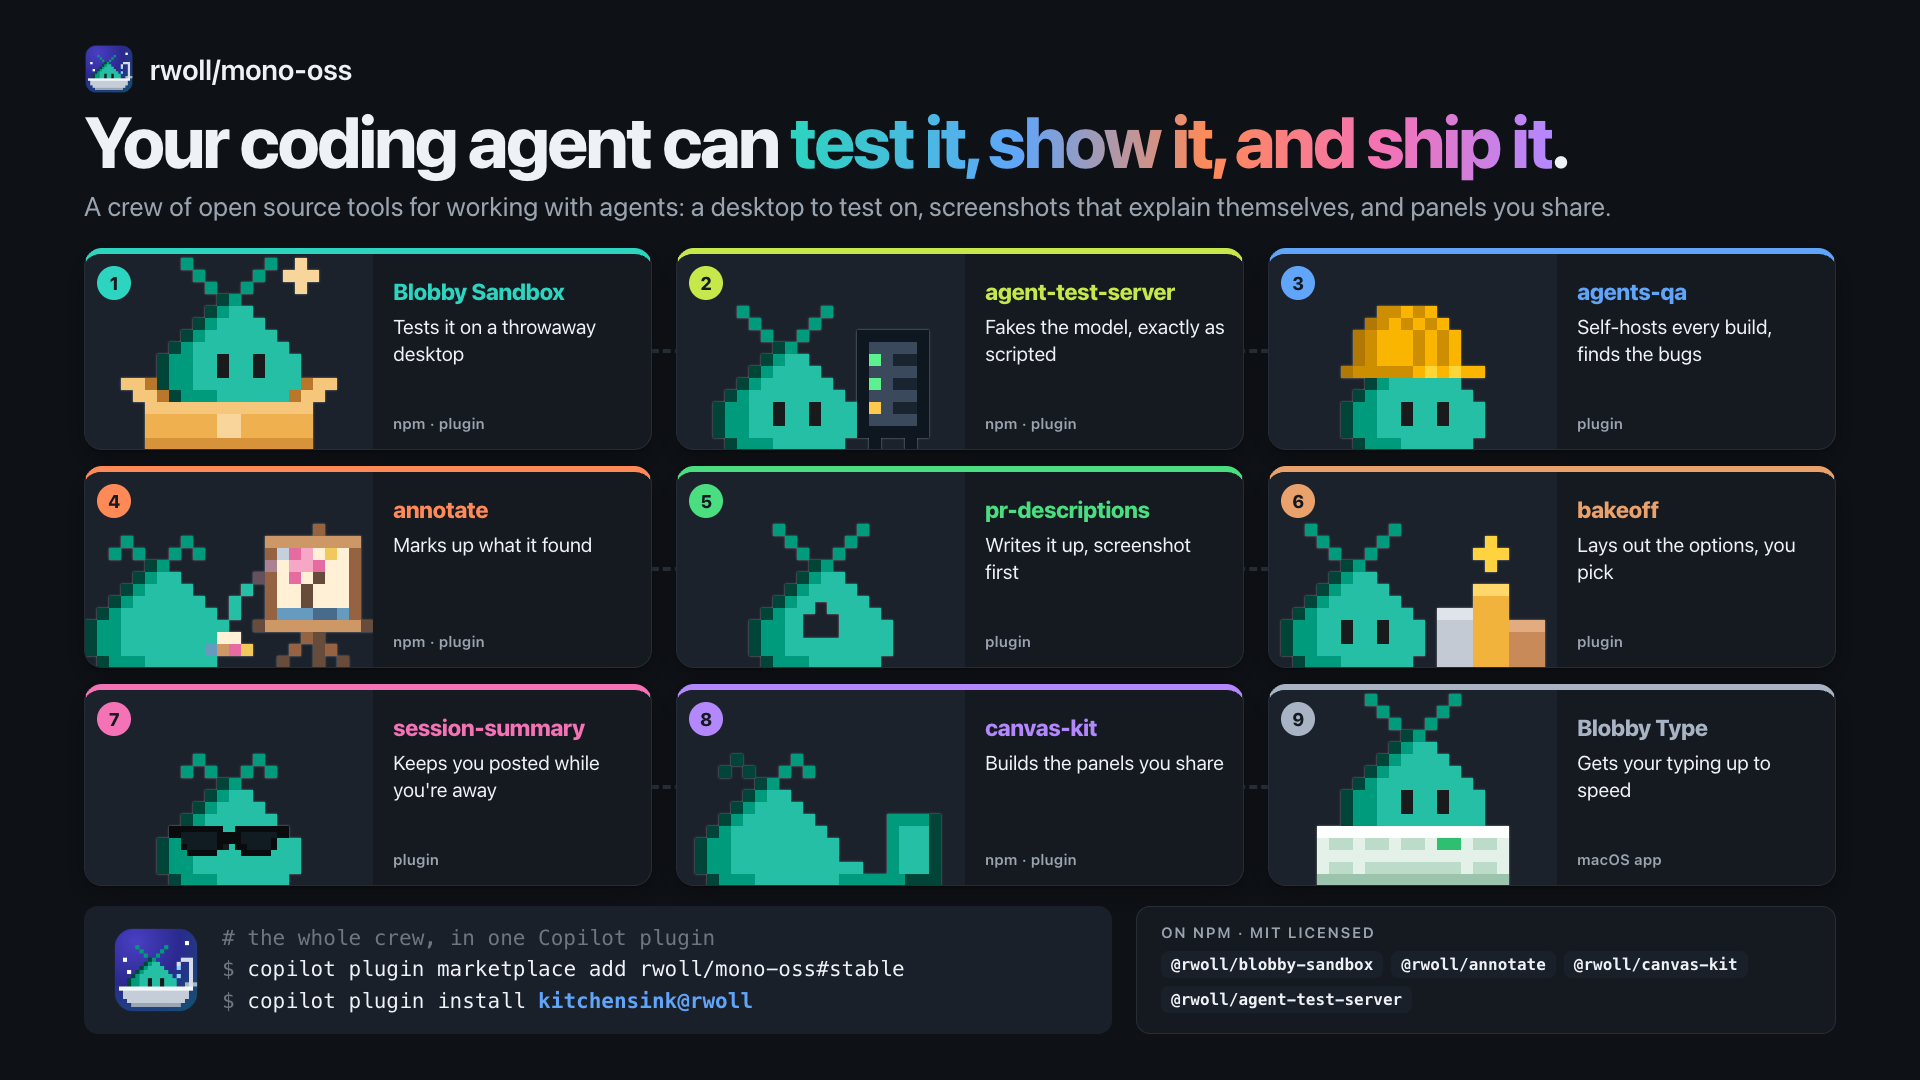 rwoll/mono-oss
Your coding agent can test it, show it, and ship it.
A crew of open source tools for working with agents: a desktop to test on, screenshots that explain themselves, and panels you share.
1
Blobby Sandbox
Tests it on a throwaway
desktop
npm · plugin
2
agent-test-server
Fakes the model, exactly as
scripted
npm · plugin
3
agents-qa
Self-hosts every build,
finds the bugs
plugin
4
annotate
Marks up what it found
npm · plugin
5
pr-descriptions
Writes it up, screenshot
first
plugin
6
bakeoff
Lays out the options, you
pick
plugin
7
session-summary
Keeps you posted while
you're away
plugin
8
canvas-kit
Builds the panels you share
npm · plugin
9
Blobby Type
Gets your typing up to
speed
macOS app
# the whole crew, in one Copilot plugin
$ copilot plugin marketplace add rwoll/mono-oss#stable
$ copilot plugin install kitchensink@rwoll
ON NPM · MIT LICENSED
@rwoll/blobby-sandbox @rwoll/annotate @rwoll/canvas-kit
@rwoll/agent-test-server